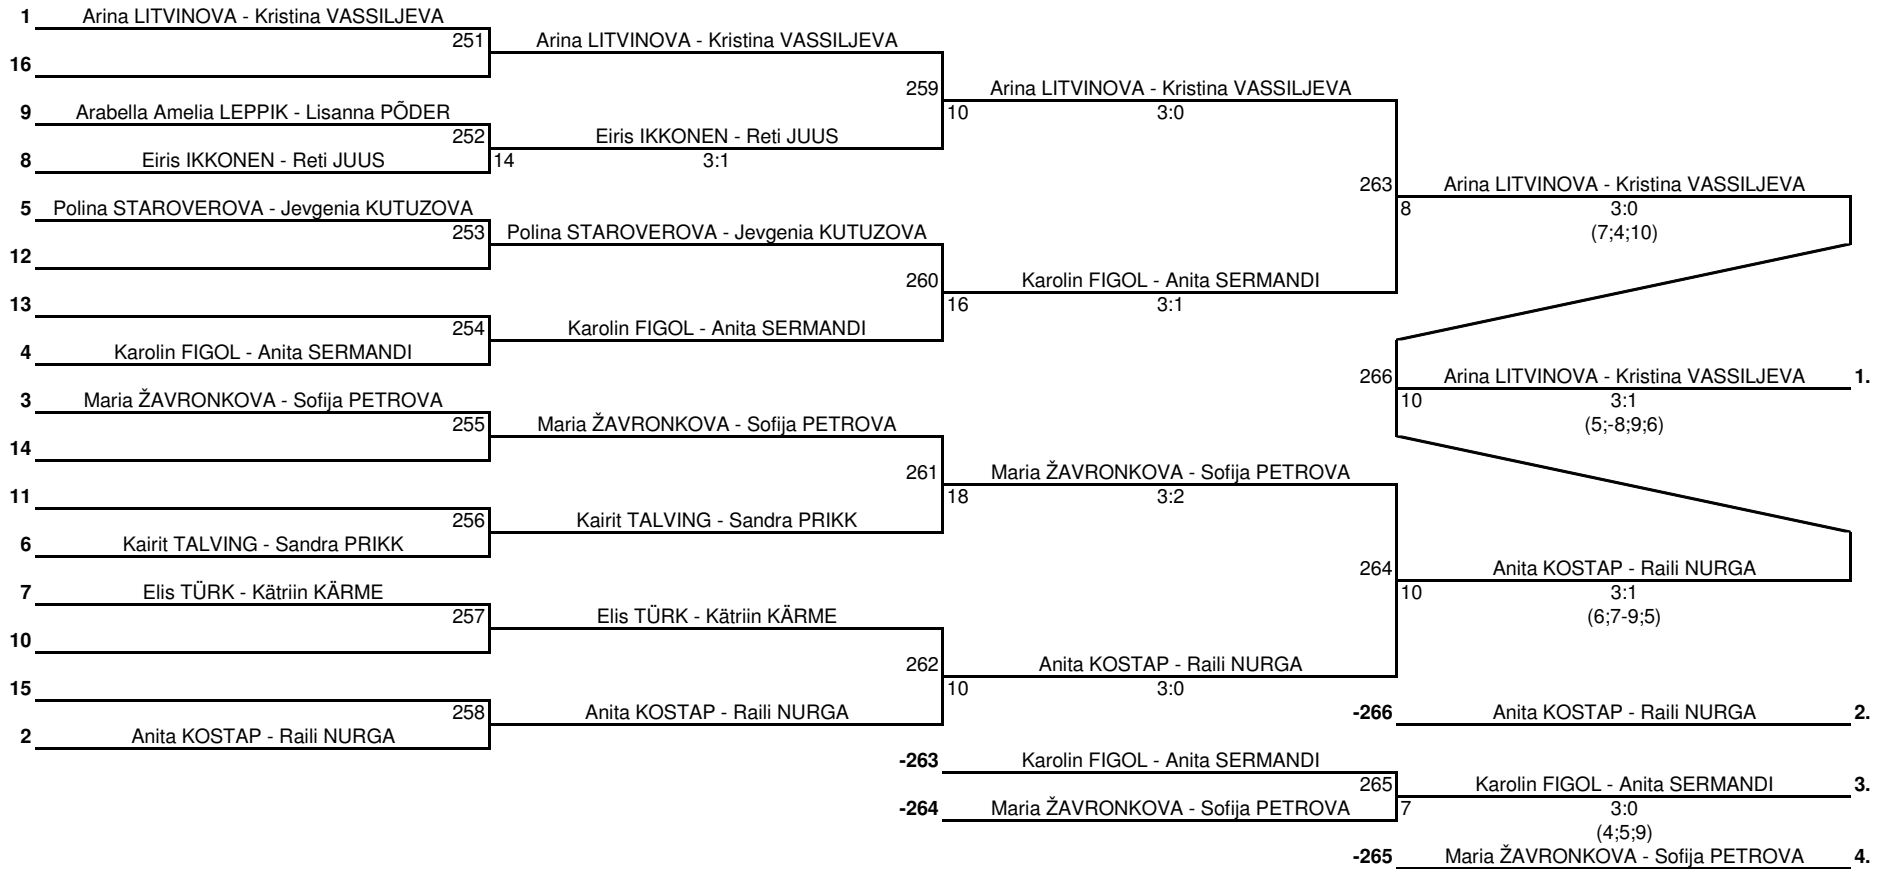 1 Arina LITVINOVA - Kristina VASSILJEVA
251 Arina LITVINOVA - Kristina VASSILJEVA
16
259 Arina LITVINOVA - Kristina VASSILJEVA
9 Arabella Amelia LEPPIK - Lisanna PÕDER
10 3:0
252 Eiris IKKONEN - Reti JUUS
8 Eiris IKKONEN - Reti JUUS
14 3:1
263 Arina LITVINOVA - Kristina VASSILJEVA
5 Polina STAROVEROVA - Jevgenia KUTUZOVA
8 3:0
253 Polina STAROVEROVA - Jevgenia KUTUZOVA
(7;4;10)
12
260 Karolin FIGOL - Anita SERMANDI
13
16 3:1
254 Karolin FIGOL - Anita SERMANDI
4 Karolin FIGOL - Anita SERMANDI
266 Arina LITVINOVA - Kristina VASSILJEVA 1.
3 Maria ŽAVRONKOVA - Sofija PETROVA
10 3:1
255 Maria ŽAVRONKOVA - Sofija PETROVA
(5;-8;9;6)
14
261 Maria ŽAVRONKOVA - Sofija PETROVA
11
18 3:2
256 Kairit TALVING - Sandra PRIKK
6 Kairit TALVING - Sandra PRIKK
264 Anita KOSTAP - Raili NURGA
7 Elis TÜRK - Kätriin KÄRME
10 3:1
257 Elis TÜRK - Kätriin KÄRME
(6;7-9;5)
10
262 Anita KOSTAP - Raili NURGA
15
10 3:0
258 Anita KOSTAP - Raili NURGA
-266 Anita KOSTAP - Raili NURGA 2.
2 Anita KOSTAP - Raili NURGA
-263 Karolin FIGOL - Anita SERMANDI
265 Karolin FIGOL - Anita SERMANDI 3.
-264 Maria ŽAVRONKOVA - Sofija PETROVA
7 3:0
(4;5;9)
-265 Maria ŽAVRONKOVA - Sofija PETROVA 4.